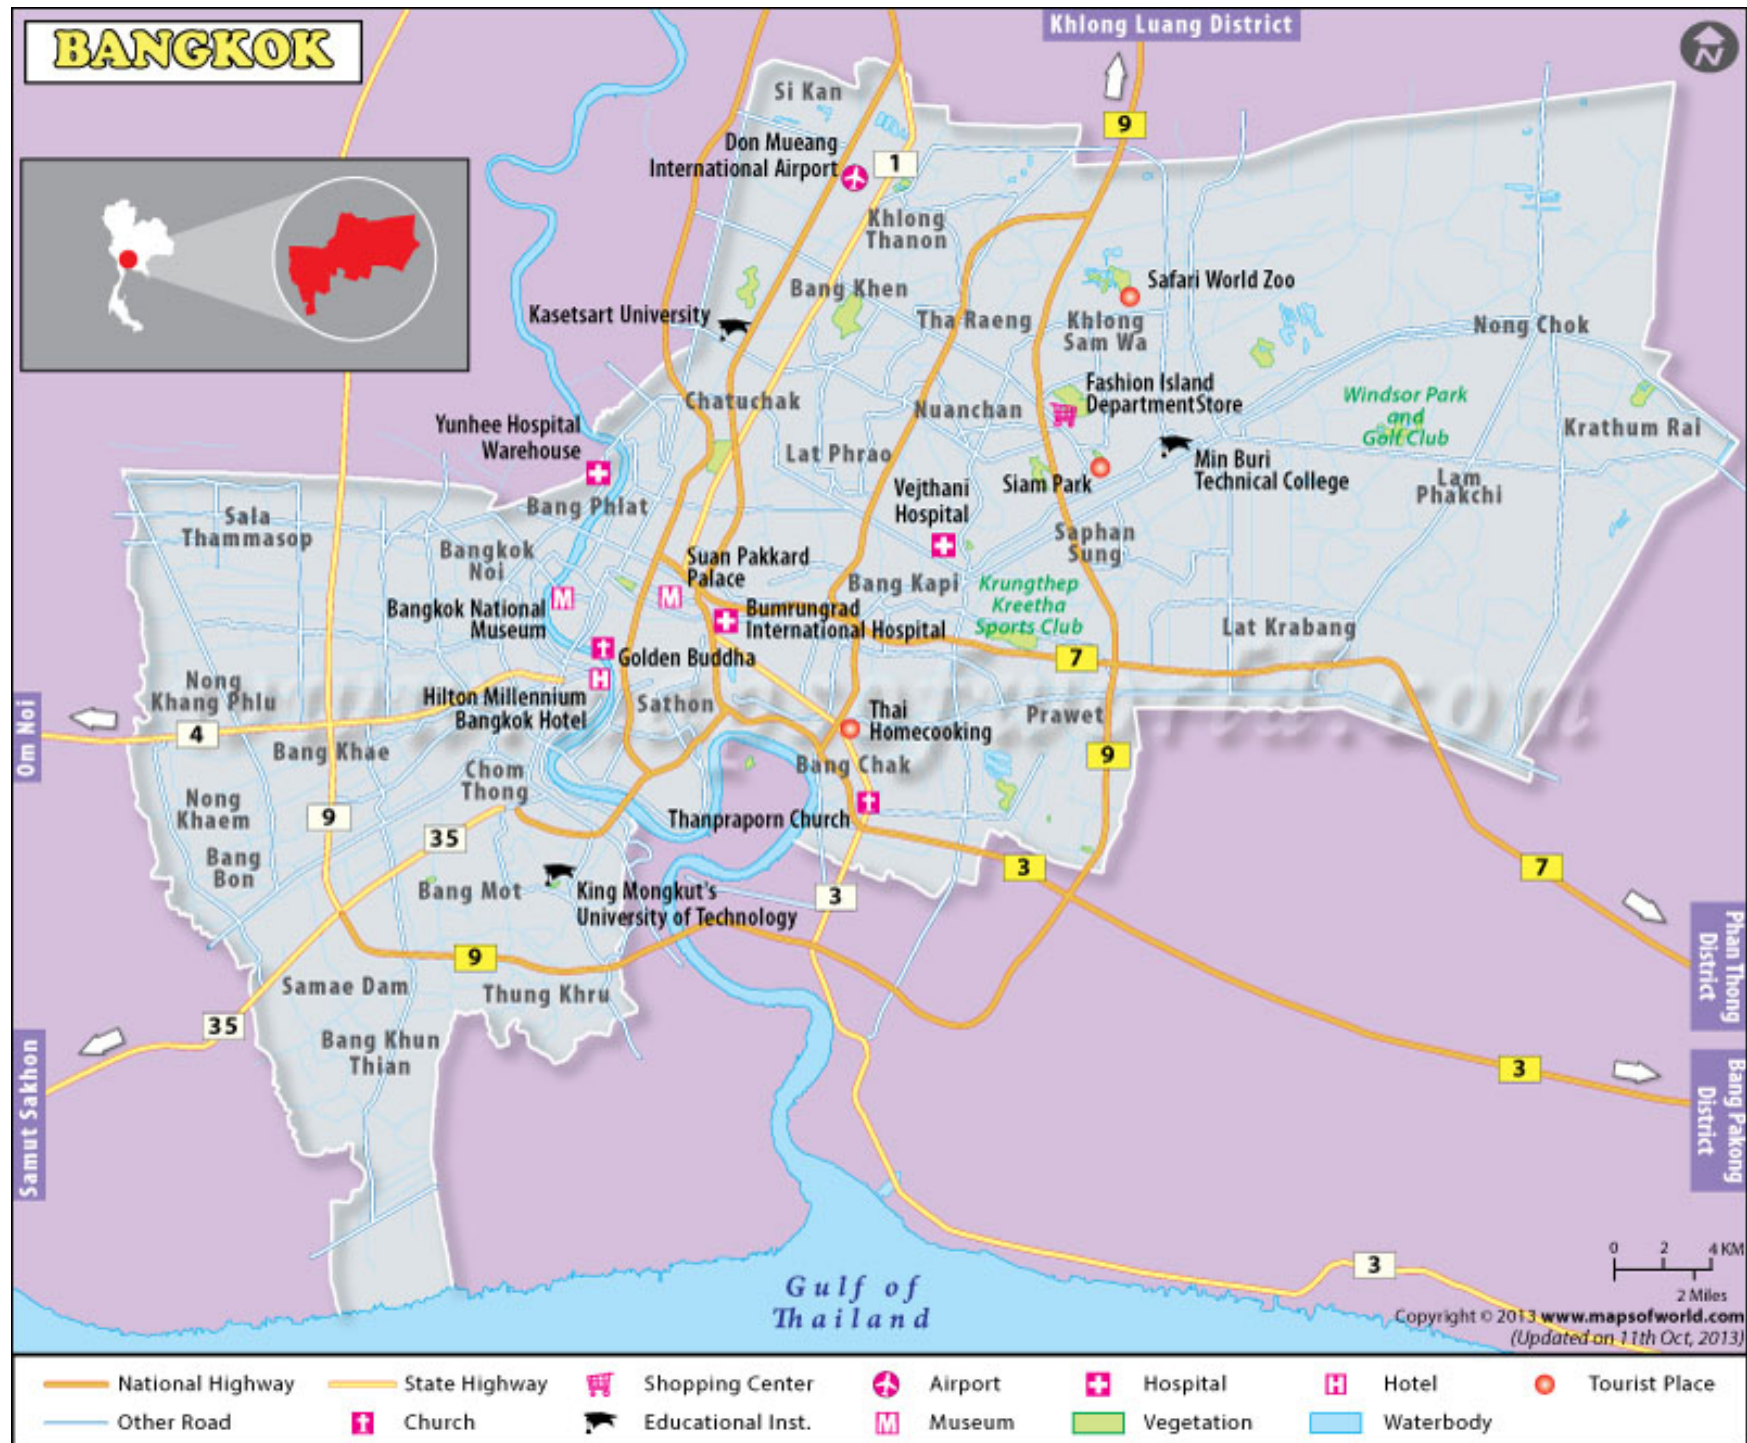 BANGKOK
Khlong Luang District
N
Si Kan
9
Don Mueang
International Airport
1
Khlong
Thanon
Safari World Zoo
Bang Khen
Kasetsart University
Tha Raeng
Khlong
Sam Wa
Nong Chok
Fashion Island
DepartmentStore
Windsor Park
and
Golf Club
Chatuchak
Nuanchan
Yunhee Hospital
Warehouse
Krathum Rai
Lat Phrao
Min Buri
Technical College
Siam Park
Lam
Phakchi
Vejthani
Hospital
Bang Phlat
Sala
Thammasop
Saphan
Sung
Bangkok
Noi
Suan Pakkard
Palace
Bang Kapi
Krungthep
Kreetha
Sports Club
Bangkok National
Museum
M
M
Bumrungrad
International Hospital
Lat Krabang
Golden Buddha
7
H
Nong
Khang Phlu
Hilton Millennium
Bangkok Hotel
Sathon
Thai
Homecooking
Prawet
Om Noi
4
Bang Khae
9
Chom
Thong
Bang Chak
Nong
Khaem
9
35
Thanpraporn Church
Bang
Bon
3
7
Bang Mot
King Mongkut's
University of Technology
3
Phan Thong
District
9
Samae Dam
Thung Khru
35
Bang Khun
Thian
3
Samut Sakhon
Bang Pakong
District
3
0 2 4 KM
2 Miles
Gulf of
Thailand
Copyright © 2013 www.mapsofworld.com
(Updated on 11th Oct, 2013)
National Highway
State Highway
Shopping Center
Airport
Hospital
H Hotel
Tourist Place
Other Road
Church
Educational Inst.
M Museum
Vegetation
Waterbody